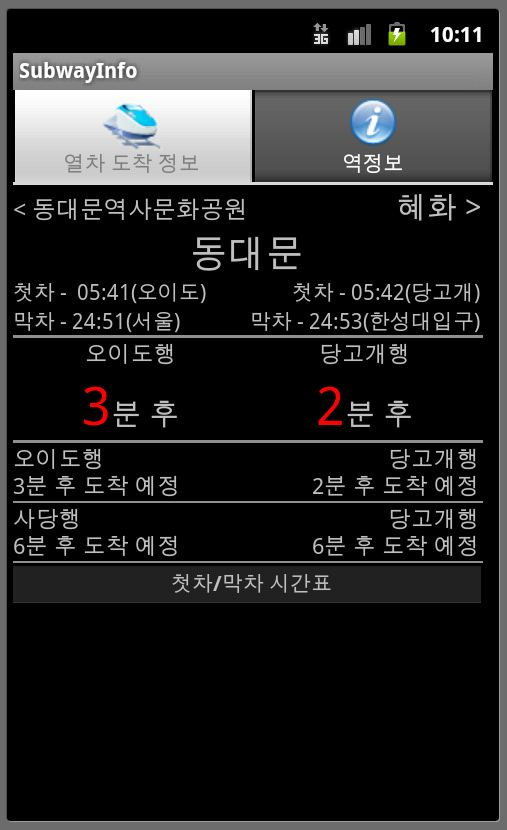 3G 10:11
SubwayInfo
열차 도착 정보 역정보
< 동대문역사문화공원 혜화 >
동대문
첫차 - 05:41(오이도) 첫차 - 05:42(당고개)
막차 - 24:51(서울) 막차 - 24:53(한성대입구)
오이도행 당고개행
3분 후 2분 후
오이도행 당고개행
3분 후 도착 예정 2분 후 도착 예정
사당행 당고개행
6분 후 도착 예정 6분 후 도착 예정
첫차/막차 시간표